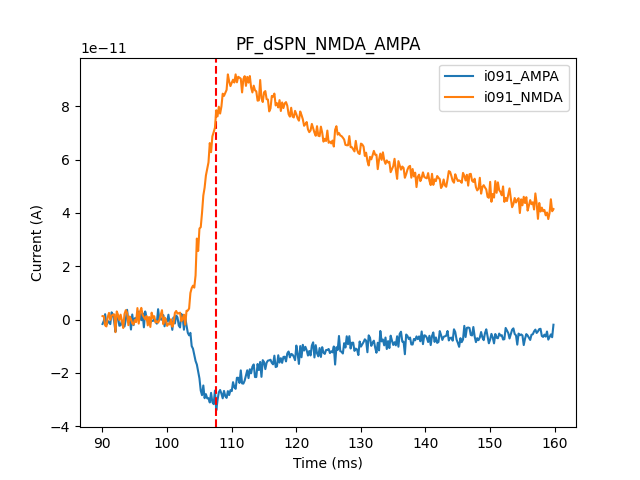 PF_dSPN_NMDA_AMPA
1e−11
i091_AMPA
i091_NMDA
8
6
4
2
0
−2
−4
Current (A)
90 100 110 120 130 140 150 160
Time (ms)